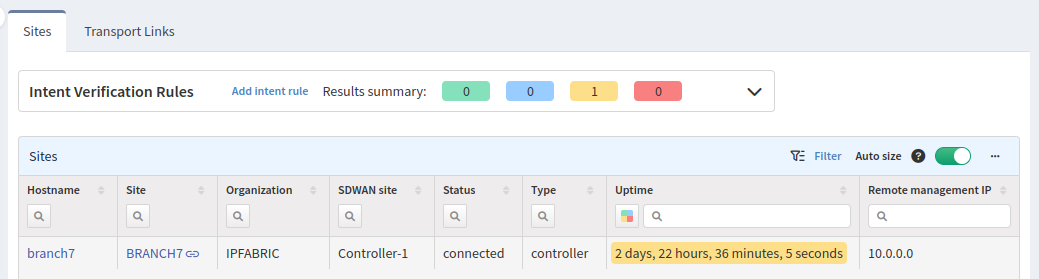 Sites Transport Links
Intent Verification Rules Add intent rule Results summary: 0 0 1 0
Sites Filter Auto size ? ...
Hostname Site Organization SDWAN site Status Type Uptime Remote management IP
branch7 BRANCH7 IPFABRIC Controller-1 connected controller 2 days, 22 hours, 36 minutes, 5 seconds 10.0.0.0